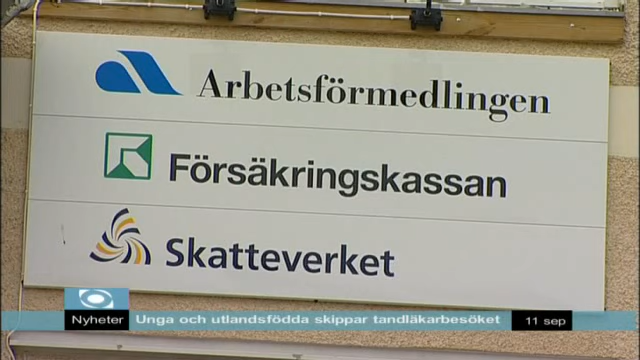 Arbetsförmedlingen
Försäkringskassan
Skatteverket
Nyheter Unga och utlandsfödda skippar tandläkarbesöket 11 sep